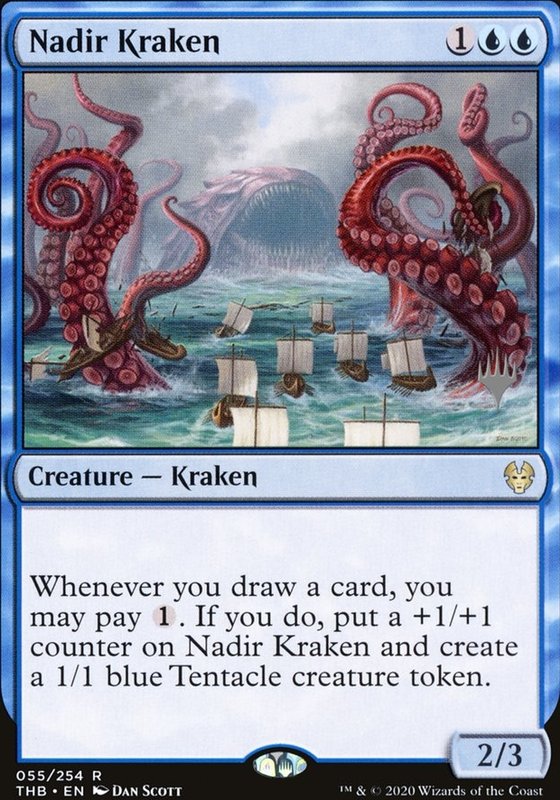 Nadir Kraken 1
Creature — Kraken
Whenever you draw a card, you
may pay 1. If you do, put a +1/+1
counter on Nadir Kraken and create
a 1/1 blue Tentacle creature token.
2/3
055/254 R
THB • EN Dan Scott
™ & © 2020 Wizards of the Coast